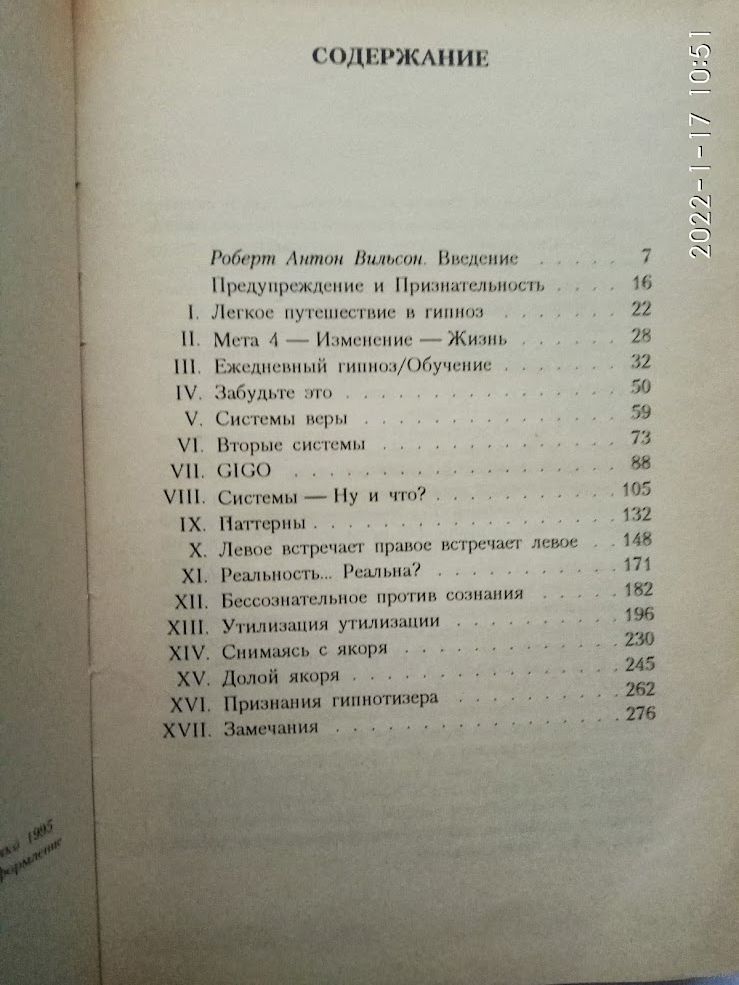 СОДЕРЖАНИЕ
Роберт Антон Вильсон. Введение . . . . . 7
Предупреждение и Признательность . . . . 16
I. Легкое путешествие в гипноз . . . . . . . 22
II. Мета 4 — Изменение — Жизнь . . . . . . 28
III. Ежедневный гипноз/Обучение . . . . . . . 32
IV. Забудьте это . . . . . . . . . . . . . . . 50
V. Системы веры . . . . . . . . . . . . . . 59
VI. Вторые системы . . . . . . . . . . . . . 73
VII. GIGO . . . . . . . . . . . . . . . . . 88
VIII. Системы — Ну и что? . . . . . . . . . . 105
IX. Паттерны . . . . . . . . . . . . . . . . 132
X. Левое встречает правое встречает левое . . 148
XI. Реальность... Реальна? . . . . . . . . . . 171
XII. Бессознательное против сознания . . . . . 182
XIII. Утилизация утилизации . . . . . . . . . 196
XIV. Снимаясь с якоря . . . . . . . . . . . . 230
XV. Долой якоря . . . . . . . . . . . . . . 245
XVI. Признания гипнотизера . . . . . . . . . 262
XVII. Замечания . . . . . . . . . . . . . . . 276
1995
2022-1-17 10:51